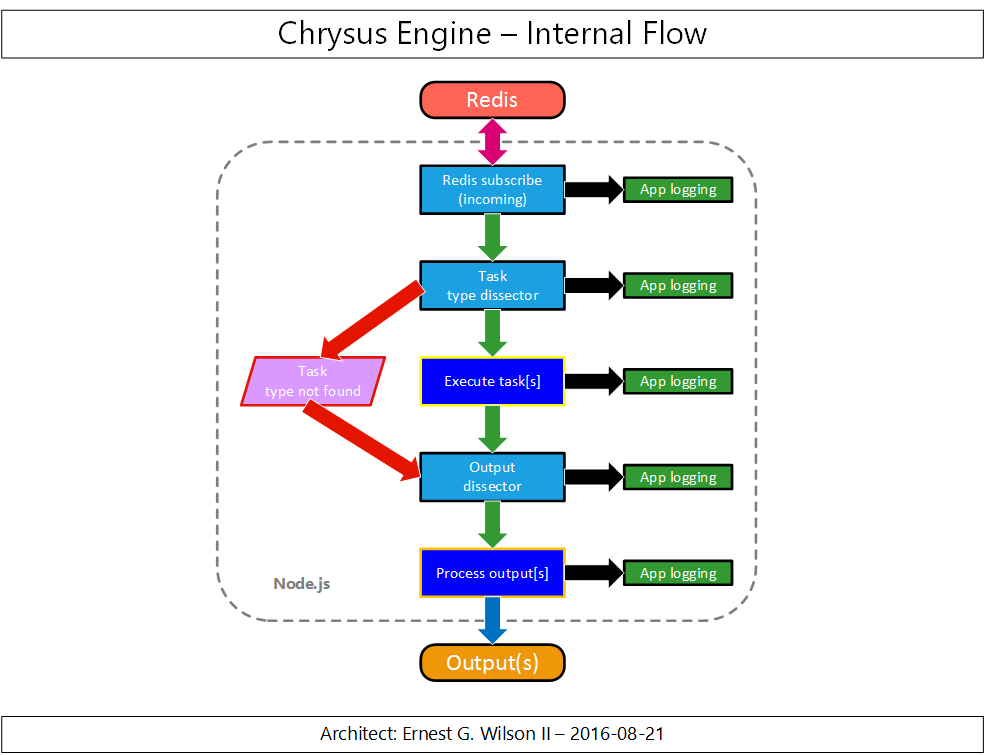 Chrysus Engine – Internal Flow
Redis
Redis subscribe
(incoming)
App logging
Task
type dissector
App logging
Task
type not found
Execute task[s]
App logging
Output
dissector
App logging
Process output[s]
App logging
Node.js
Output(s)
Architect: Ernest G. Wilson II – 2016-08-21